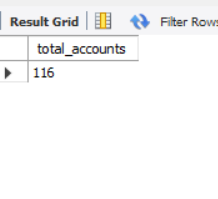 Result Grid Filter Rows
total_accounts
116